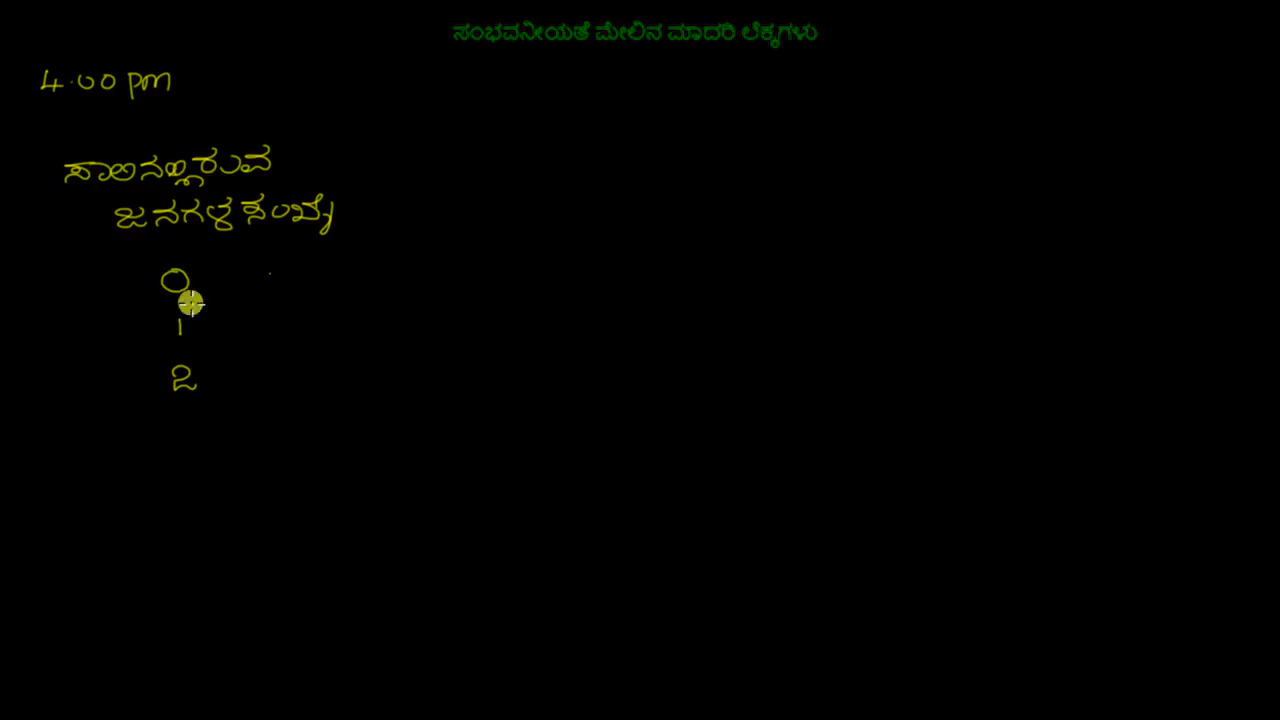 ಸಂಭವನೀಯತೆ ಮೇಲಿನ ಮಾದರಿ ಲೆಕ್ಕಗಳು
4.00 pm
ಸಾಲಿನಲ್ಲಿರುವ
ಜನಗಳ ಸಂಖ್ಯೆ
0
1
2